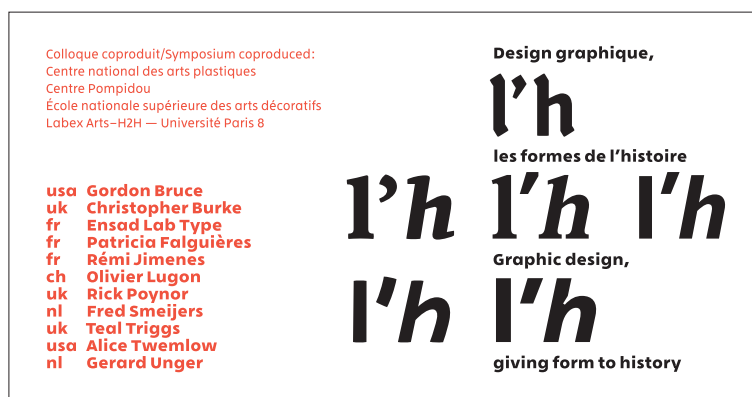 Colloque coproduit/Symposium coproduced:
Centre national des arts plastiques
Centre Pompidou
École nationale supérieure des arts décoratifs
Labex Arts–H2H — Université Paris 8
usa Gordon Bruce
uk Christopher Burke
fr Ensad Lab Type
fr Patricia Falguières
fr Rémi Jimenes
ch Olivier Lugon
uk Rick Poynor
nl Fred Smeijers
uk Teal Triggs
usa Alice Twemlow
nl Gerard Unger
Design graphique,
l’h
les formes de l’histoire
l’h l’h l’h
Graphic design,
l’h l’h
giving form to history